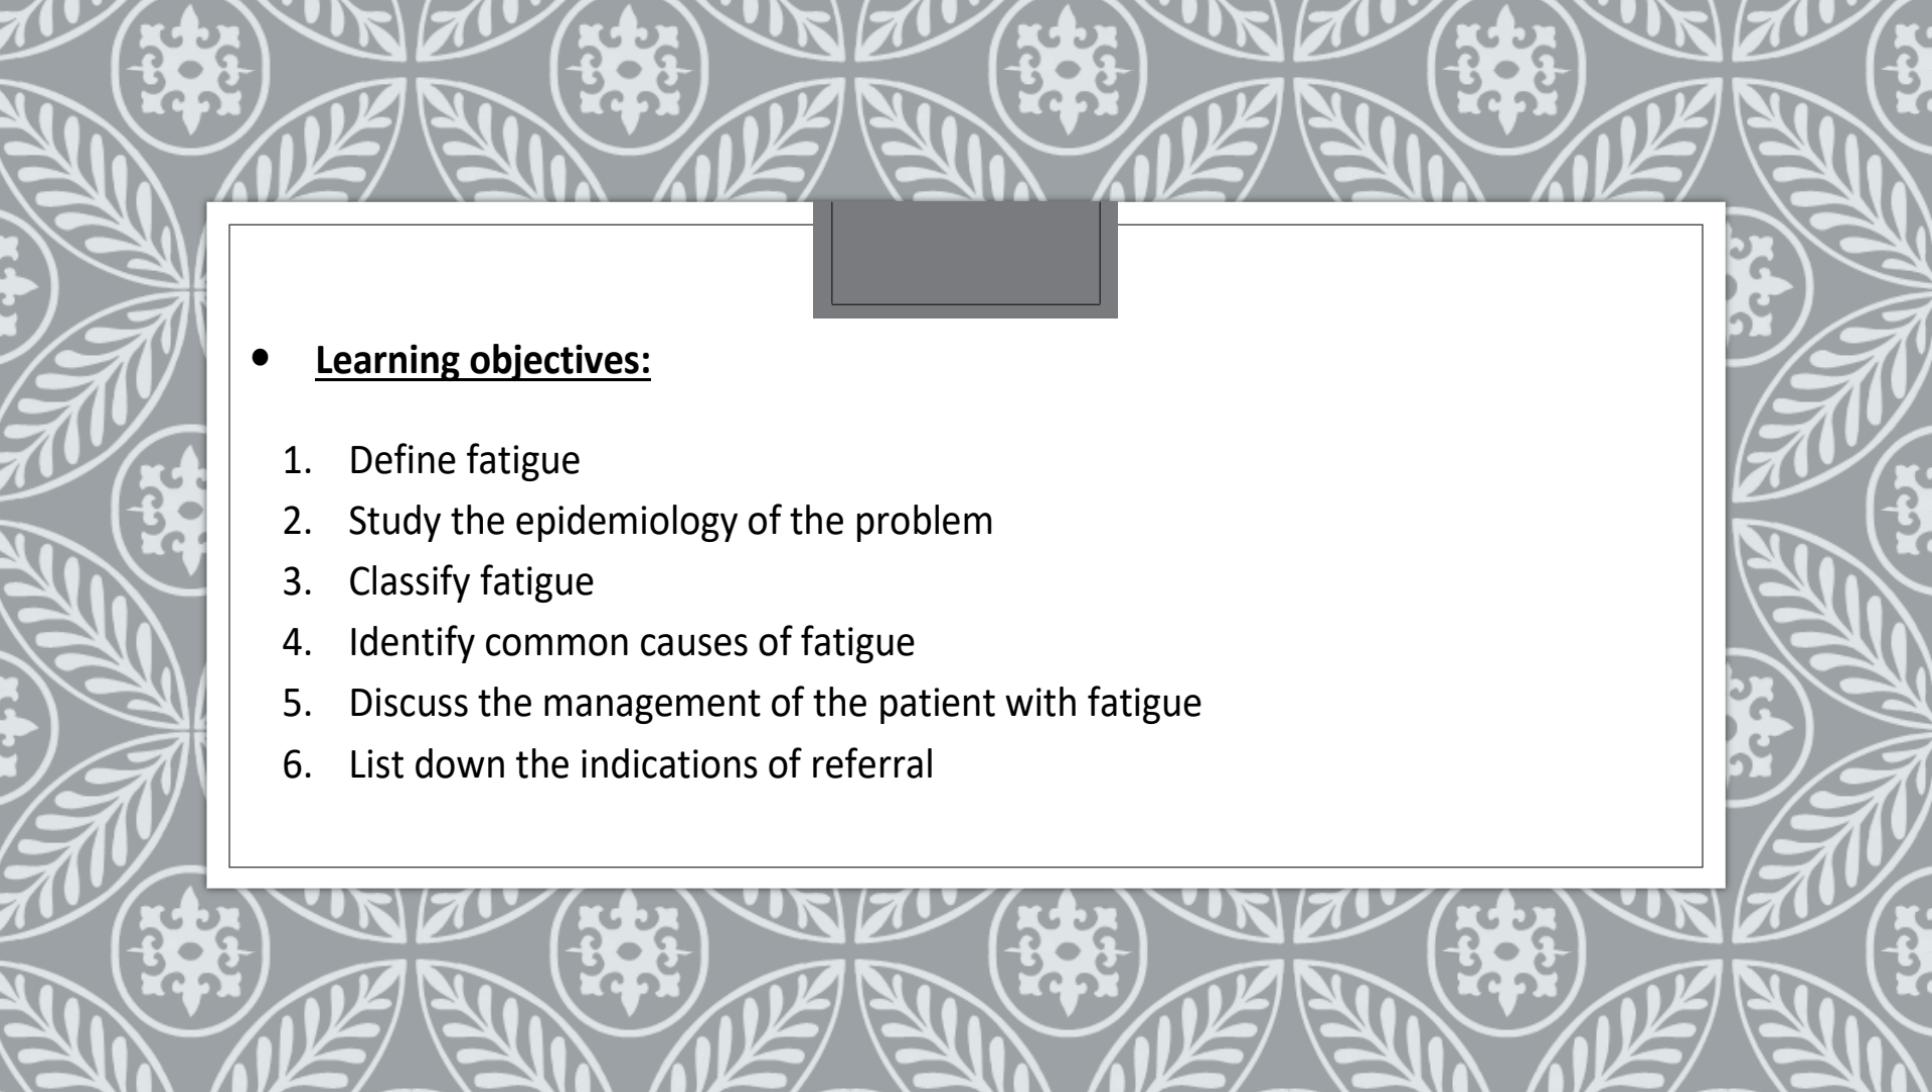 • Learning objectives:
1. Define fatigue
2. Study the epidemiology of the problem
3. Classify fatigue
4. Identify common causes of fatigue
5. Discuss the management of the patient with fatigue
6. List down the indications of referral